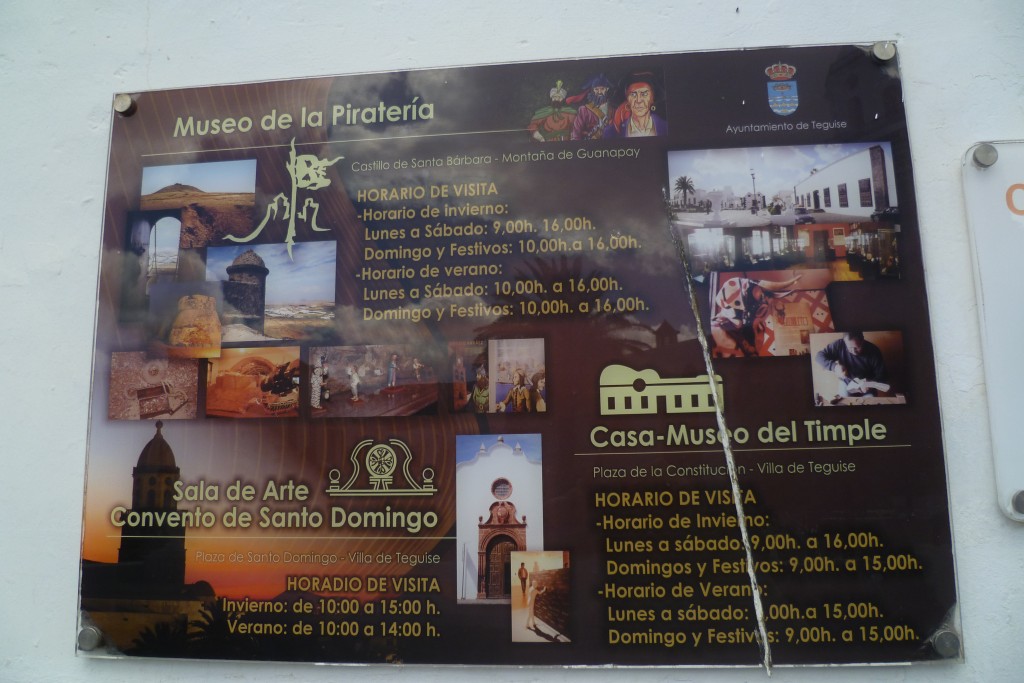 Museo de la Piratería
Castillo de Santa Bárbara - Montaña de Guanapay
HORARIO DE VISITA
-Horario de invierno:
Lunes a Sábado: 9,00h. 16,00h.
Domingo y Festivos: 10,00h.a 16,00h.
-Horario de verano:
Lunes a Sábado: 10,00h. a 16,00h.
Domingo y Festivos: 10,00h. a 16,00h.
Ayuntamiento de Teguise
Sala de Arte
Convento de Santo Domingo
Plaza de Santo Domingo - Villa de Teguise
HORADIO DE VISITA
Invierno: de 10:00 a 15:00 h.
Verano: de 10:00 a 14:00 h.
Casa-Museo del Timple
Plaza de la Constitución - Villa de Teguise
HORARIO DE VISITA
-Horario de Invierno:
Lunes a sábado: 9,00h. a 16,00h.
Domingos y Festivos: 9,00h. a 15,00h.
-Horario de Verano:
Lunes a sábado: ,00h.a 15,00h.
Domingo y Festivos: 9,00h. a 15,00h.